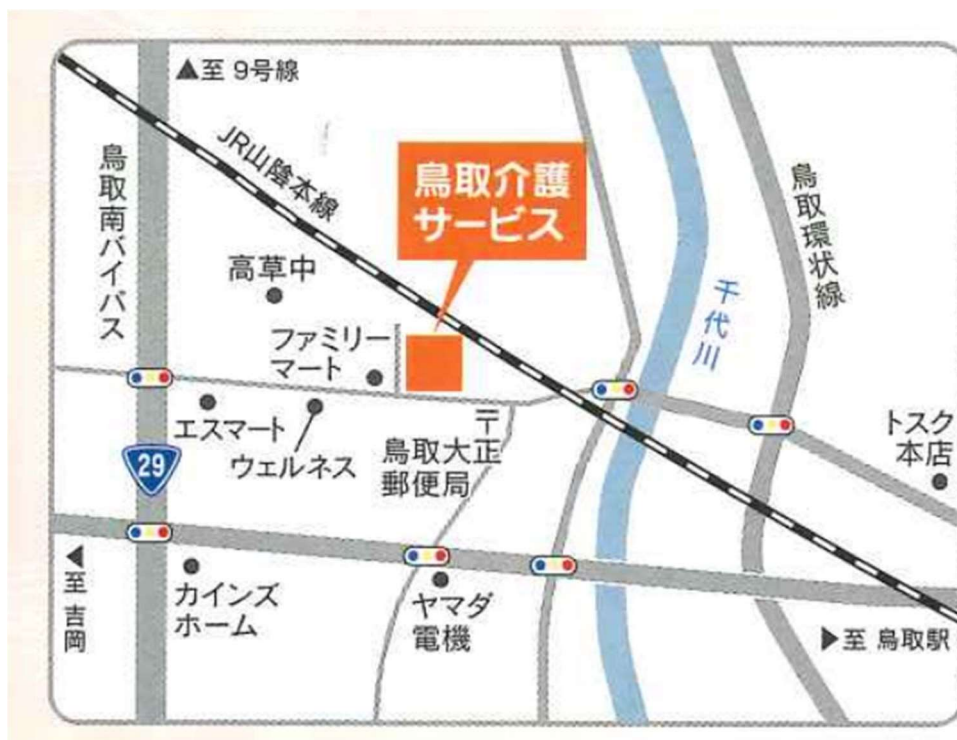 ▲至 9号線
鳥取南バイパス
JR山陰本線
鳥取介護
サービス
鳥取環状線
千代川
高草中
ファミリー
マート
エスマート
ウェルネス
〒
鳥取大正
郵便局
トスク
本店
29
◀至 吉岡
カインズ
ホーム
ヤマダ
電機
▶至 鳥取駅